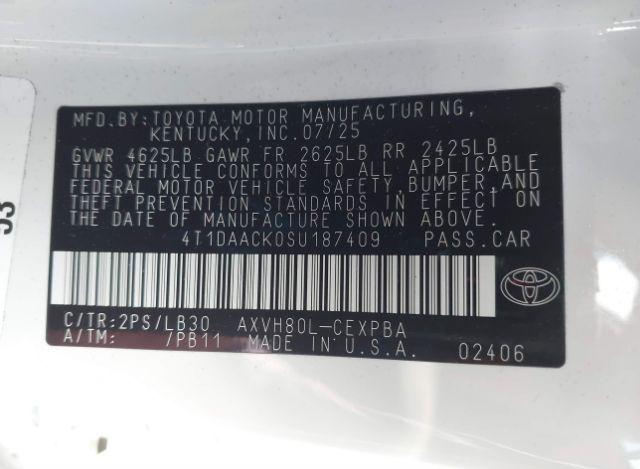 MFD.BY: TOYOTA MOTOR MANUFACTURING,
KENTUCKY, INC. 07/25
GVWR 4625LB GAWR FR 2625LB RR 2425LB
THIS VEHICLE CONFORMS TO ALL APPLICABLE
FEDERAL MOTOR VEHICLE SAFETY, BUMPER, AND
THEFT PREVENTION STANDARDS IN EFFECT ON
THE DATE OF MANUFACTURE SHOWN ABOVE.
4T1DAACK0SU187409 PASS.CAR
C/TR: 2PS/LB30 AXVH80L-CEXPBA
A/TM: /PB11 MADE IN U.S.A. 02406
53